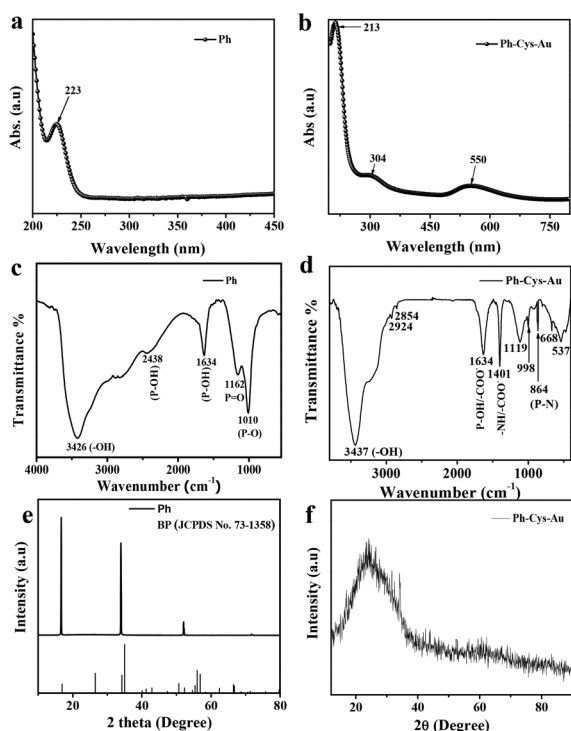 a
Ph
223
Abs. (a.u)
200 250 300 350 400 450
Wavelength (nm)
b
213
Ph-Cys-Au
304
550
Abs (a.u)
300 450 600 750
Wavelength (nm)
c
Ph
2438
(P-OH)
1634
(P-OH)
1162
P=O
1010
(P-O)
3426 (-OH)
Transmittance %
4000 3000 2000 1000
Wavenumber (cm-1)
d
Ph-Cys-Au
2854
2924
1634
P-OH/-COO-
1401
-NH/-COO-
1119
998
864
(P-N)
668
537
3437 (-OH)
Transmittance %
3000 2000 1000
Wavenumber (cm-1)
e
Ph
BP (JCPDS No. 73-1358)
Intensity (a.u)
20 40 60 80
2 theta (Degree)
f
Ph-Cys-Au
Intensity (a.u)
20 40 60 80
2θ (Degree)